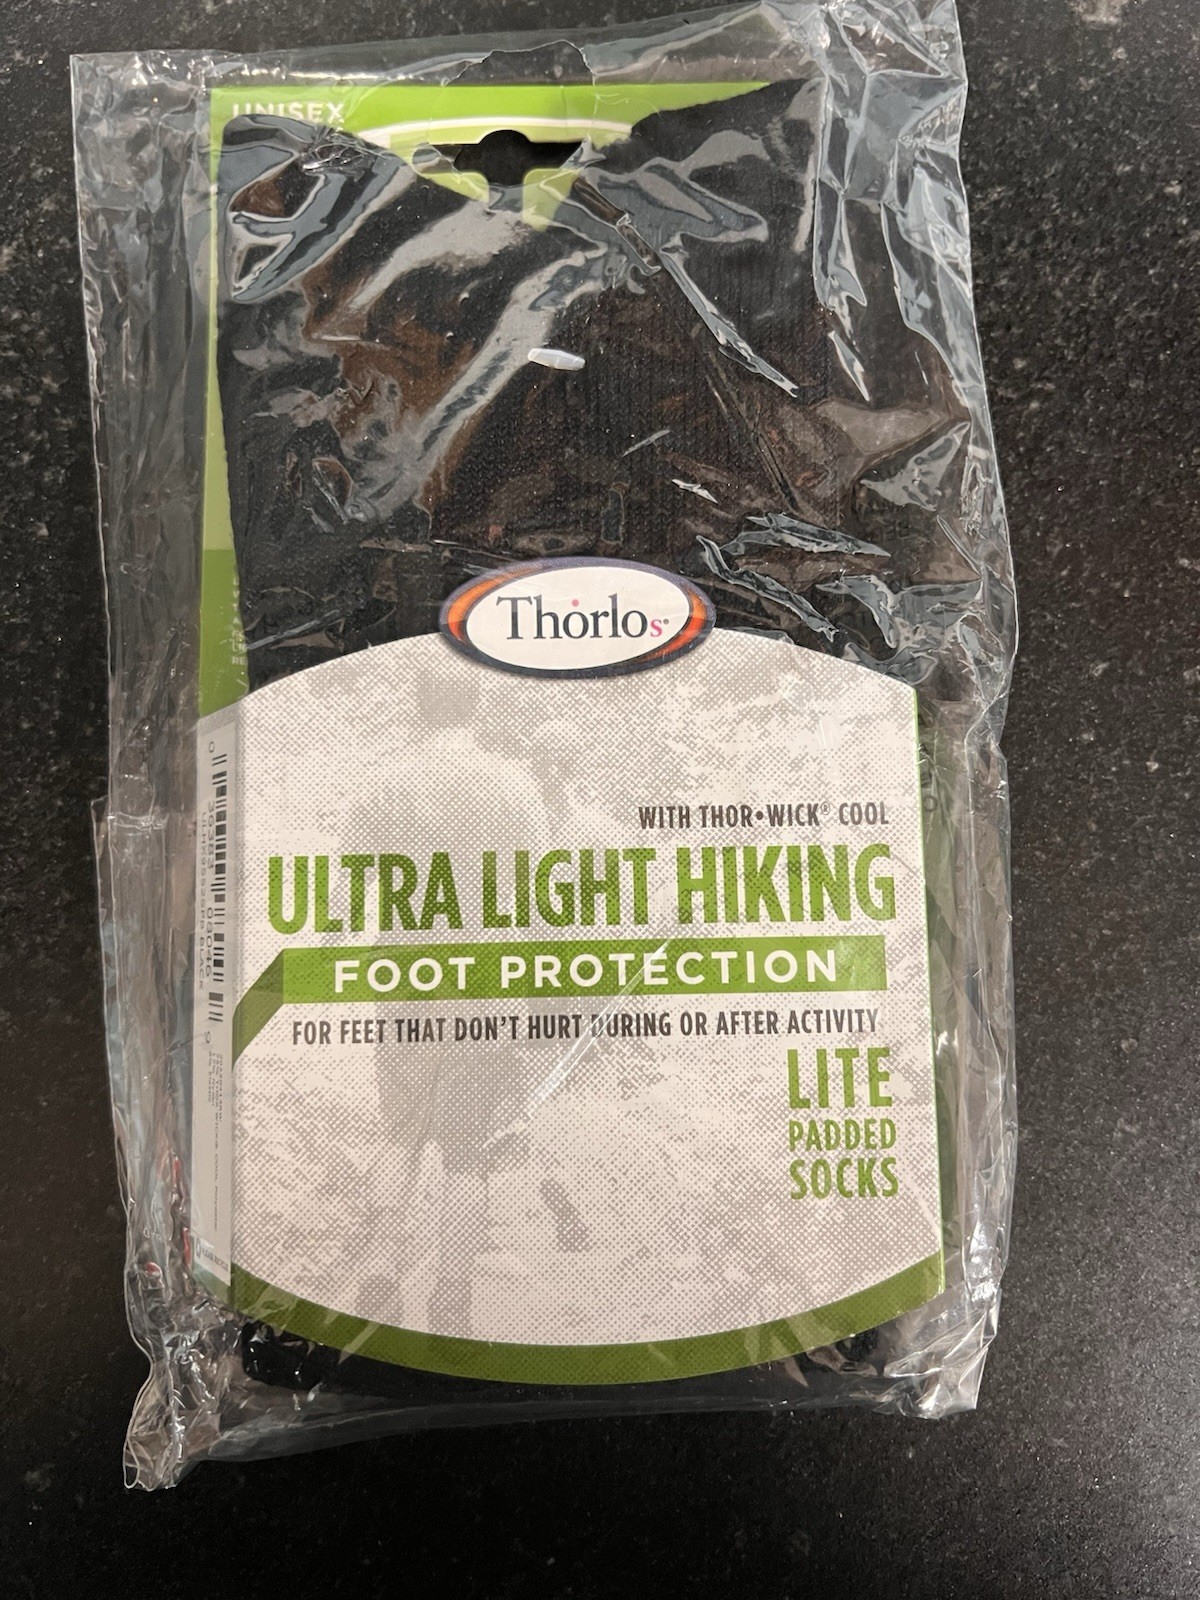 UNISEX
Thorlos®
WITH THOR•WICK® COOL
ULTRA LIGHT HIKING
FOOT PROTECTION
FOR FEET THAT DON'T HURT DURING OR AFTER ACTIVITY
LITE
PADDED
SOCKS